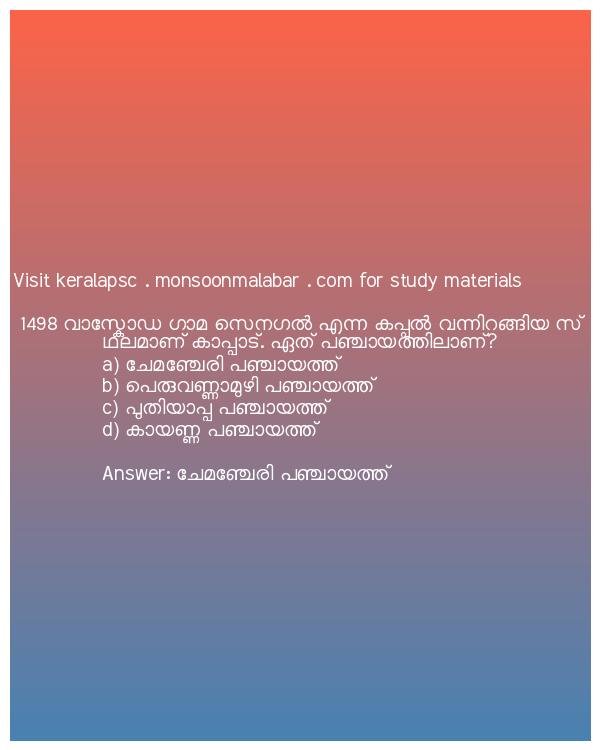 Visit keralapsc . monsoonmalabar . com for study materials
1498 വാസ്കോഡ ഗാമ സെനഗൽ എന്ന കപ്പൽ വന്നിറങ്ങിയ സ്
ഥലമാണ് കാപ്പാട്. ഏത് പഞ്ചായത്തിലാണ്?
a) ചേമഞ്ചേരി പഞ്ചായത്ത്
b) പെരുവണ്ണാമുഴി പഞ്ചായത്ത്
c) പുതിയാപ്പ പഞ്ചായത്ത്
d) കായണ്ണ പഞ്ചായത്ത്
Answer: ചേമഞ്ചേരി പഞ്ചായത്ത്